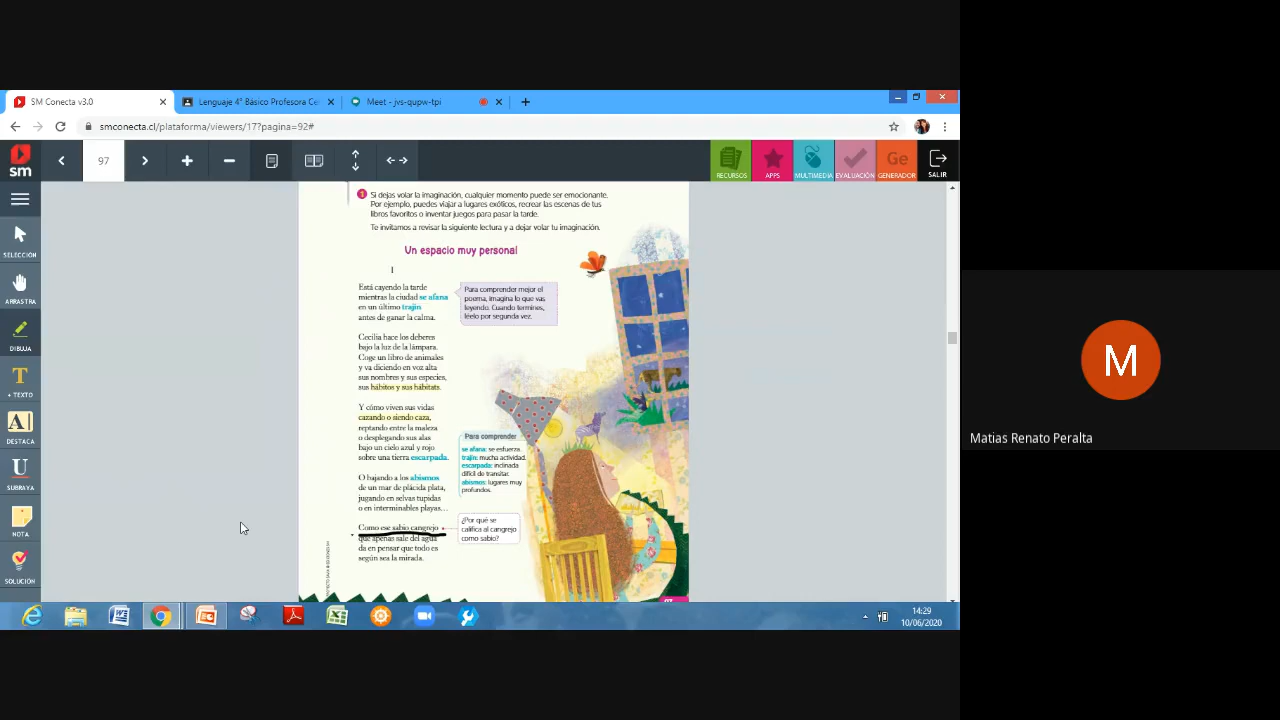 SM Conecta v3.0
Lenguaje 4° Básico Profesora Ce
Meet - jvs-qupw-tpi
smconecta.cl/plataforma/viewers/17?pagina=92#
sm
97
RECURSOS
APPS
MULTIMEDIA
EVALUACIÓN
Ge
GENERADOR
SALIR
SELECCIÓN
ARRASTRA
DIBUJA
T
+ TEXTO
A
DESTACA
U
SUBRAYA
NOTA
SOLUCIÓN
1 Si dejas volar la imaginación, cualquier momento puede ser emocionante.
Por ejemplo, puedes viajar a lugares exóticos, recrear las escenas de tus
libros favoritos o inventar juegos para pasar la tarde.
Te invitamos a revisar la siguiente lectura y a dejar volar tu imaginación.
Un espacio muy personal
I
Está cayendo la tarde
mientras la ciudad se afana
en un último trajín
antes de ganar la calma.
Para comprender mejor el
poema, imagina lo que vas
leyendo. Cuando termines,
léelo por segunda vez.
Cecilia hace los deberes
bajo la luz de la lámpara.
Coge un libro de animales
y va diciendo en voz alta
sus nombres y sus especies,
sus hábitos y sus hábitats.
Y cómo viven sus vidas
cazando o siendo caza,
reptando entre la maleza
o desplegando sus alas
bajo un cielo azul y rojo
sobre una tierra escarpada.
Para comprender
se afana: se esfuerza.
trajín: mucha actividad.
escarpada: inclinada
difícil de transitar.
abismos: lugares muy
profundos.
O bajando a los abismos
de un mar de plácida plata,
jugando en selvas tupidas
o en interminables playas…
Como ese sabio cangrejo
que apenas sale del agua
da en pensar que todo es
según sea la mirada.
¿Por qué se
califica al cangrejo
como sabio?
14:29
10/06/2020
M
Matias Renato Peralta